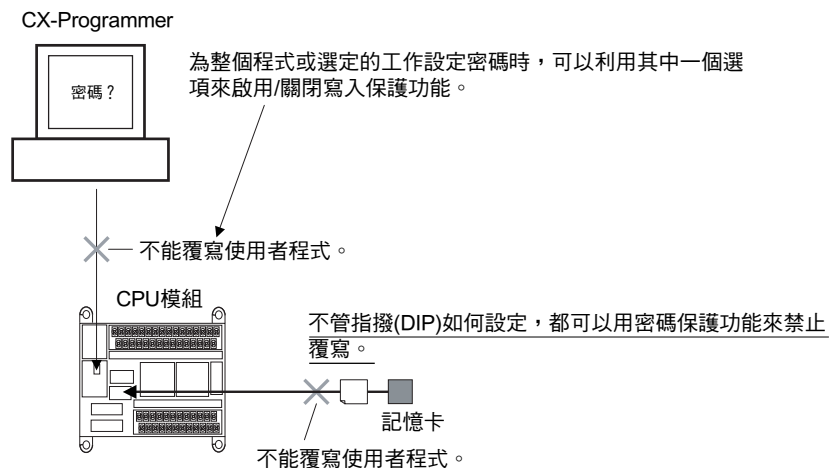 CX-Programmer
密碼？
為整個程式或選定的工作設定密碼時，可以利用其中一個選
項來啟用/關閉寫入保護功能。
不能覆寫使用者程式。
CPU模組
不管指撥(DIP)如何設定，都可以用密碼保護功能來禁止
覆寫。
記憶卡
不能覆寫使用者程式。